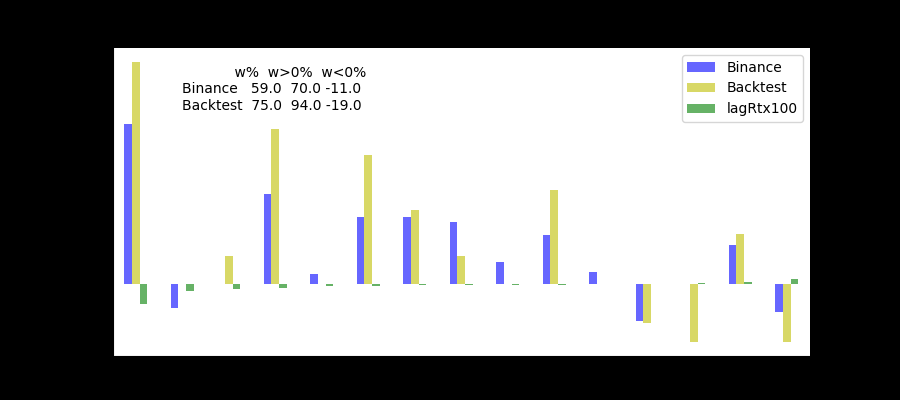 w% w>0% w<0%
Binance 59.0 70.0 -11.0
Backtest 75.0 94.0 -19.0
Binance
Backtest
lagRtx100